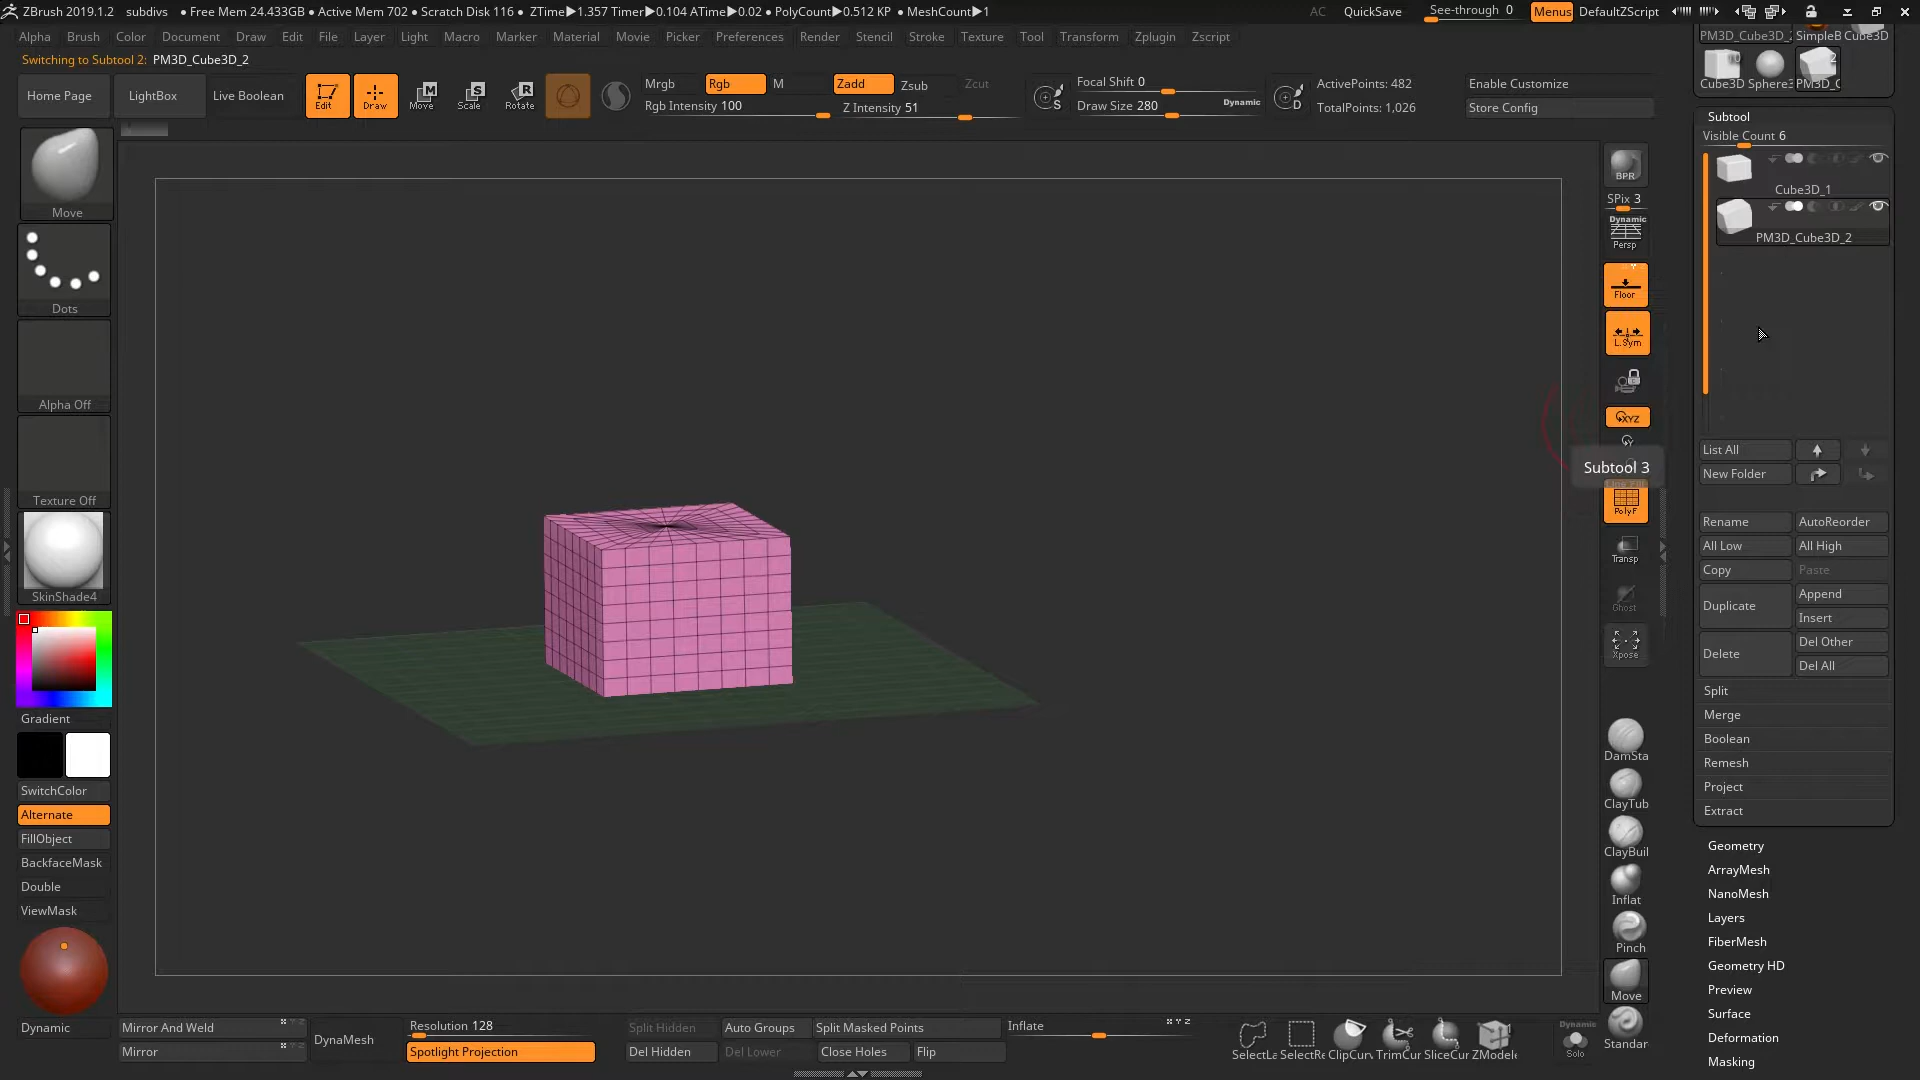 ZBrush 2019.1.2 subdivs • Free Mem 24.433GB • Active Mem 702 • Scratch Disk 116 • ZTime▶1.357 Timer▶0.104 ATime▶0.02 • PolyCount▶0.512 KP • MeshCount▶1 AC QuickSave See-through 0 Menus DefaultZScript
Alpha Brush Color Document Draw Edit File Layer Light Macro Marker Material Movie Picker Preferences Render Stencil Stroke Texture Tool Transform Zplugin Zscript
Switching to Subtool 2: PM3D_Cube3D_2
Home Page LightBox Live Boolean Edit Draw Move Scale Rotate
Mrgb Rgb M Zadd Zsub Zcut
Rgb Intensity 100 Z Intensity 51
S Focal Shift 0
Draw Size 280 Dynamic D
ActivePoints: 482
TotalPoints: 1,026
Enable Customize
Store Config
Move
Dots
Alpha Off
Texture Off
SkinShade4
Gradient
SwitchColor
Alternate
FillObject
BackfaceMask
Double
ViewMask
Dynamic
BPR
SPix 3
Dynamic
Persp
Floor
L.Sym
XYZ
Subtool 3
PolyF
Transp
Ghost
Xpose
DamSta
ClayTub
ClayBuil
Inflat
Pinch
Move
Standar
PM3D_Cube3D_2 SimpleB Cube3D
Cube3D Sphere3 PM3D_C
Subtool
Visible Count 6
Cube3D_1
PM3D_Cube3D_2
List All
New Folder
Rename AutoReorder
All Low All High
Copy Paste
Duplicate Append
Insert
Delete Del Other
Del All
Split
Merge
Boolean
Remesh
Project
Extract
Geometry
ArrayMesh
NanoMesh
Layers
FiberMesh
Geometry HD
Preview
Surface
Deformation
Masking
Mirror And Weld
Mirror
DynaMesh
Resolution 128
Spotlight Projection
Split Hidden Auto Groups Split Masked Points
Del Hidden Del Lower Close Holes Flip
Inflate
SelectLa SelectRe ClipCurv TrimCur SliceCur ZModele
Dynamic
Solo